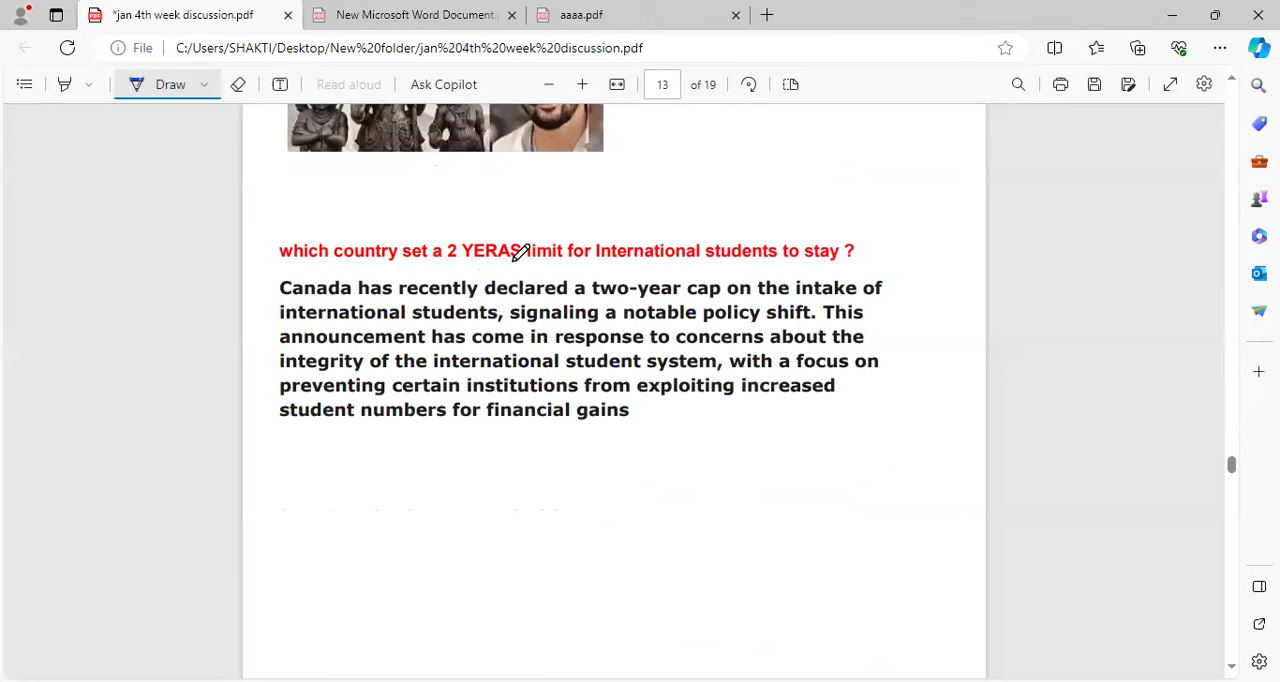 *jan 4th week discussion.pdf
New Microsoft Word Document.
aaaa.pdf
File
C:/Users/SHAKTI/Desktop/New%20folder/jan%204th%20week%20discussion.pdf
Draw
Read aloud
Ask Copilot
13
of 19
which country set a 2 YERAS limit for International students to stay ?
Canada has recently declared a two-year cap on the intake of
international students, signaling a notable policy shift. This
announcement has come in response to concerns about the
integrity of the international student system, with a focus on
preventing certain institutions from exploiting increased
student numbers for financial gains